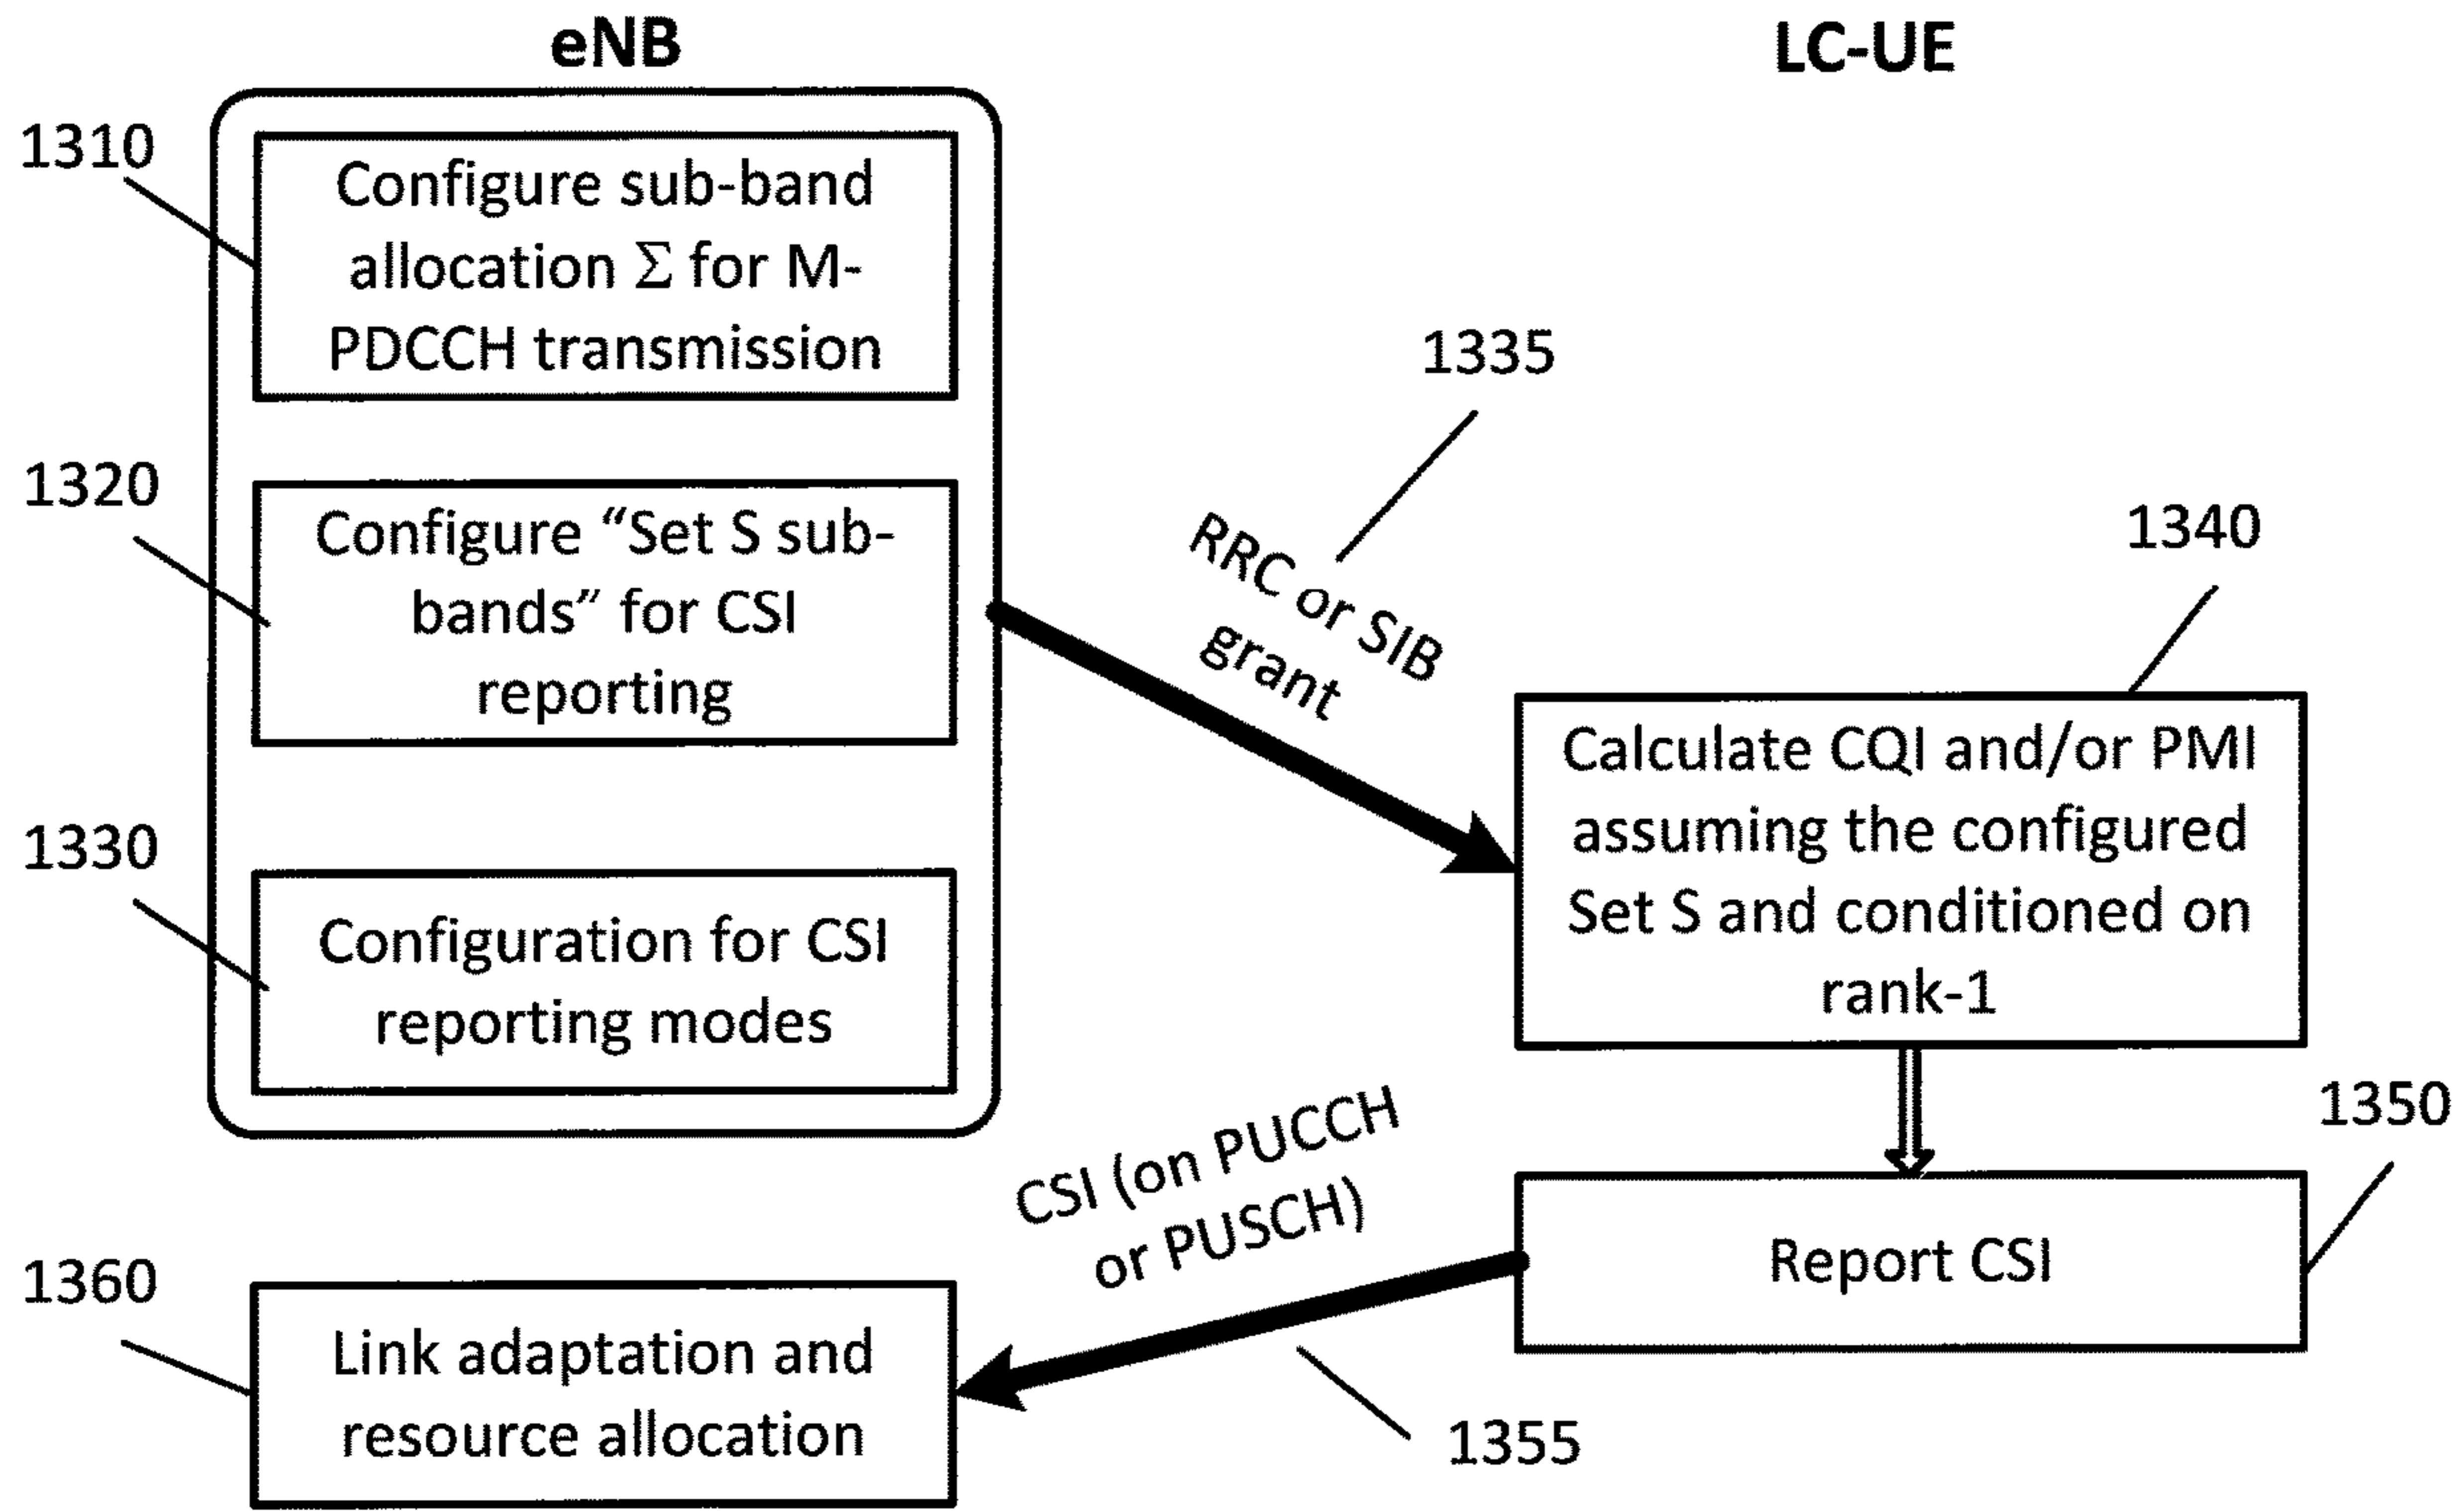 eNB
LC-UE
1310
Configure sub-band
allocation Σ for M-
PDCCH transmission
1320
Configure “Set S sub-
bands” for CSI
reporting
1330
Configuration for CSI
reporting modes
1335
RRC or SIB
grant
1340
Calculate CQI and/or PMI
assuming the configured
Set S and conditioned on
rank-1
1350
Report CSI
CSI (on PUCCH
or PUSCH)
1355
1360
Link adaptation and
resource allocation